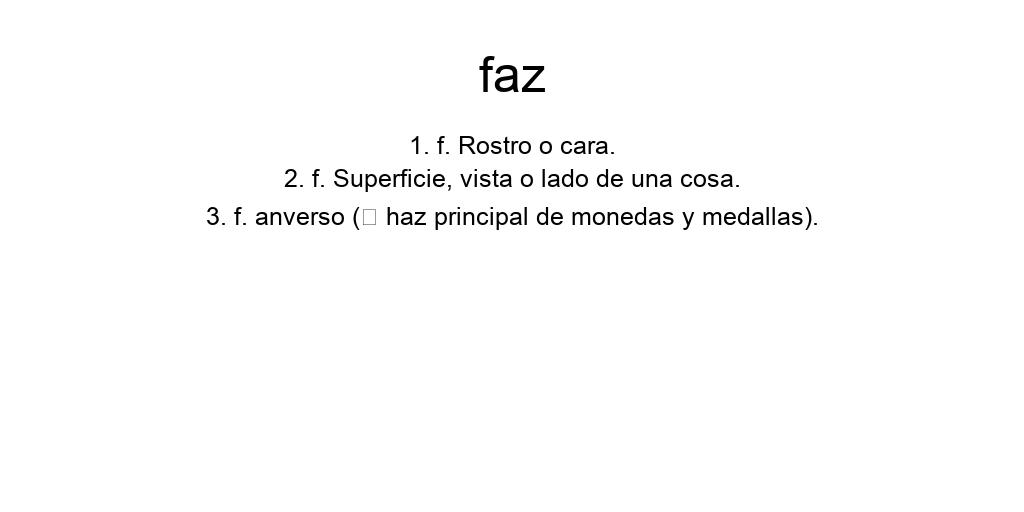 faz
1. f. Rostro o cara.
2. f. Superficie, vista o lado de una cosa.
3. f. anverso (□ haz principal de monedas y medallas).